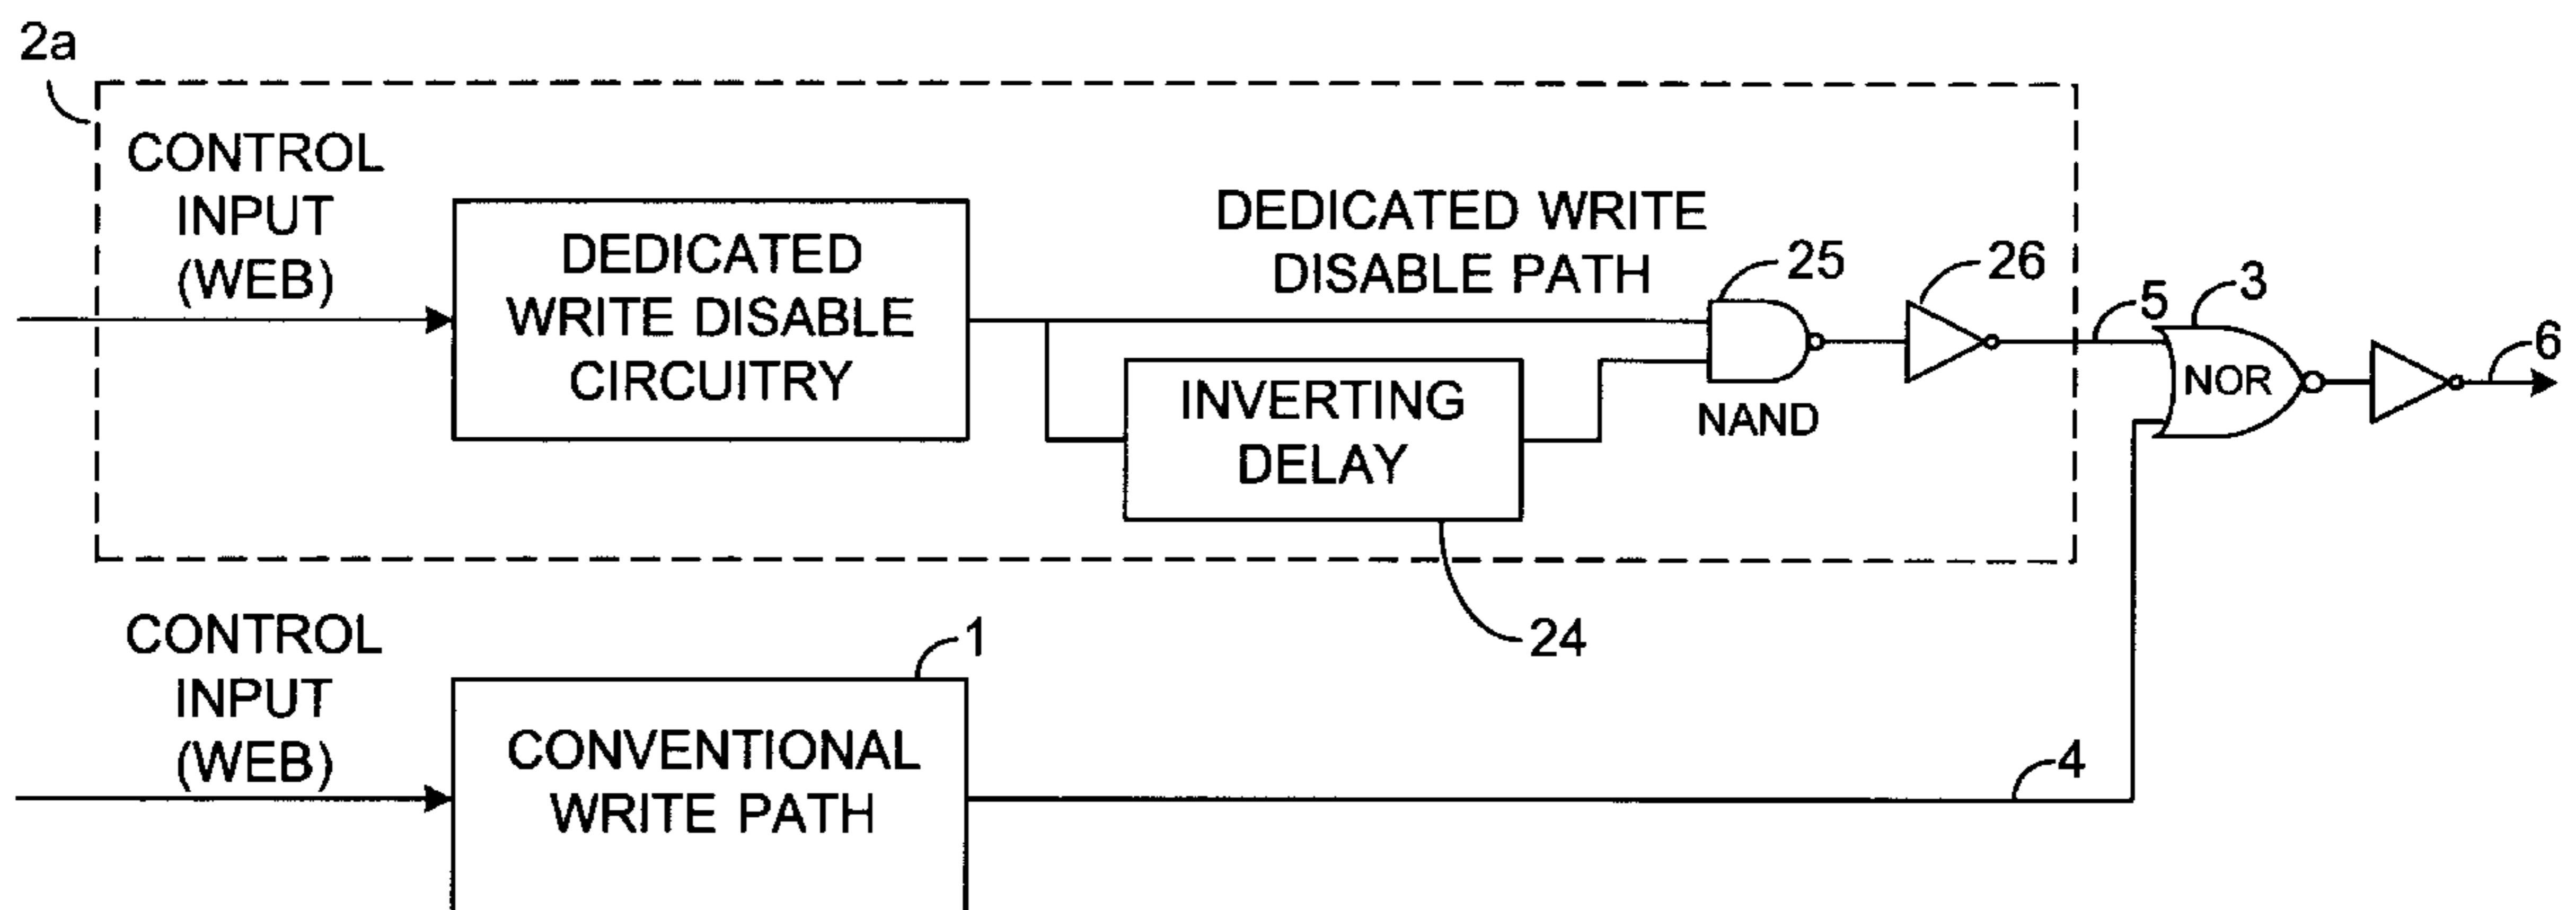 2a
CONTROL
INPUT
(WEB)
DEDICATED
WRITE DISABLE
CIRCUITRY
DEDICATED WRITE
DISABLE PATH
INVERTING
DELAY
24
25
NAND
26
5
3
NOR
6
CONTROL
INPUT
(WEB)
1
CONVENTIONAL
WRITE PATH
4